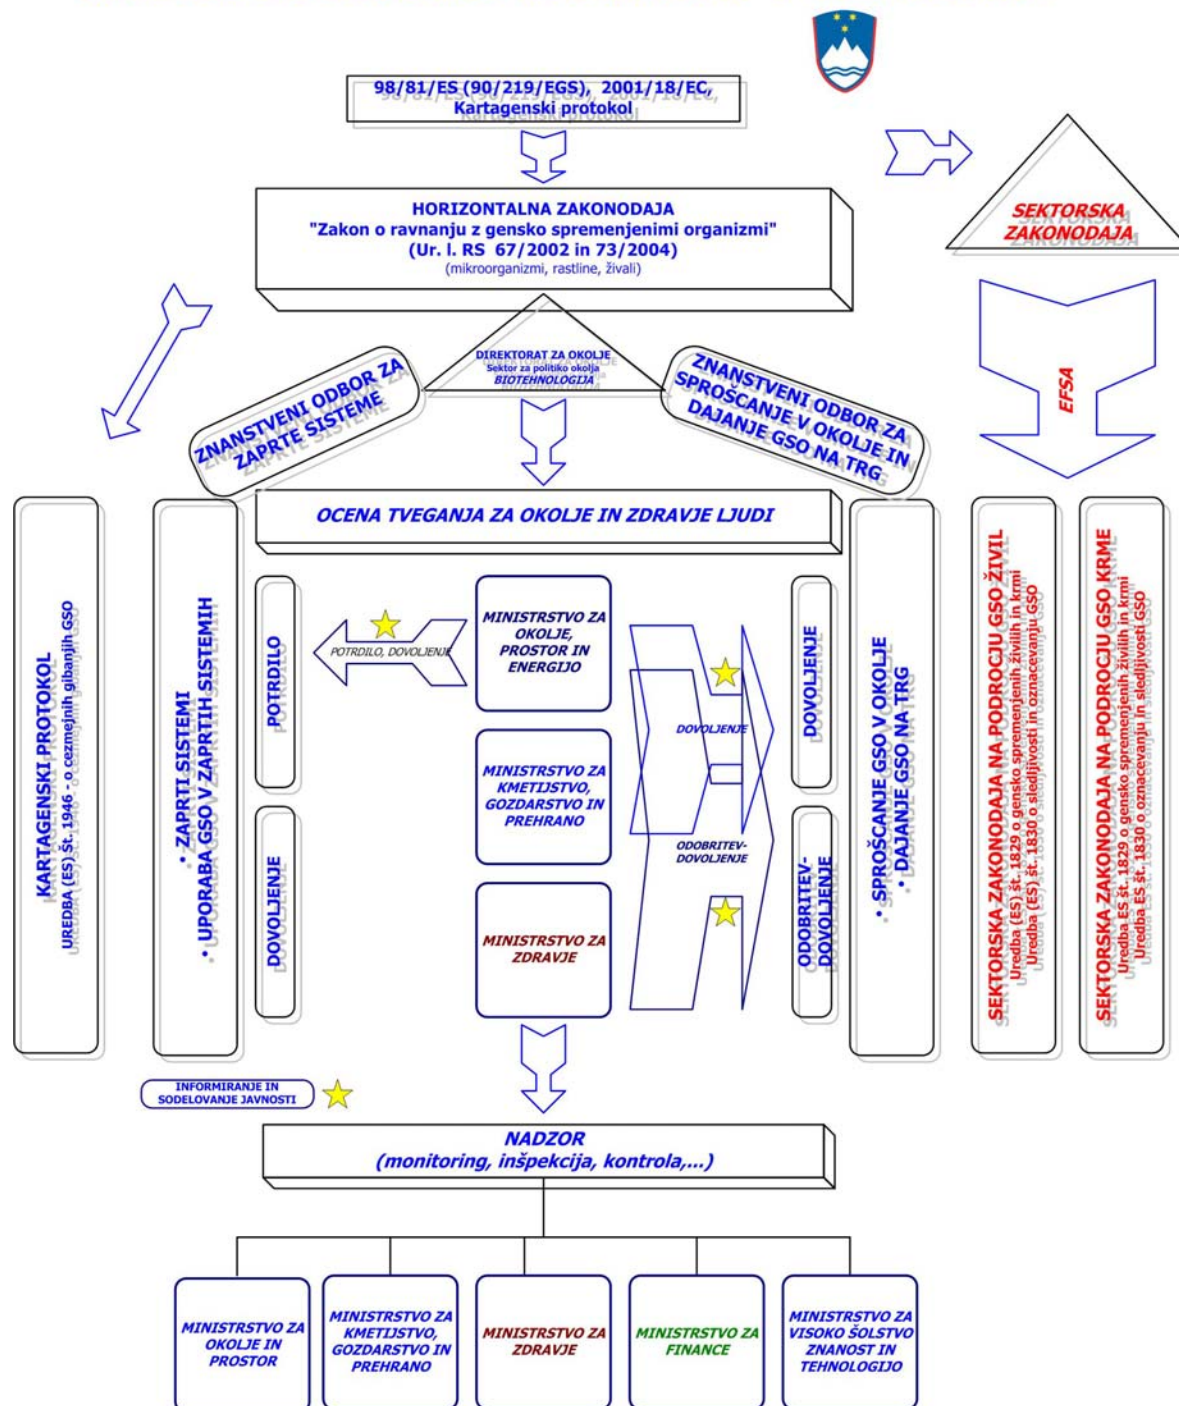 98/81/ES (90/219/EGS), 2001/18/EC,
Kartagenski protokol
HORIZONTALNA ZAKONODAJA
"Zakon o ravnanju z gensko spremenjenimi organizmi"
(Ur. l. RS 67/2002 in 73/2004)
(mikroorganizmi, rastline, živali)
SEKTORSKA
ZAKONODAJA
DIREKTORAT ZA OKOLJE
Sektor za politiko okolja
BIOTEHNOLOGIJA
ZNANSTVENI ODBOR ZA
ZAPRTE SISTEME
ZNANSTVENI ODBOR ZA
SPROŠČANJE V OKOLJE IN
DAJANJE GSO NA TRG
EFSA
OCENA TVEGANJA ZA OKOLJE IN ZDRAVJE LJUDI
KARTAGENSKI PROTOKOL
UREDBA (ES) Št. 1946 - o cezmejnih gibanjih GSO
• ZAPRTI SISTEMI
• UPORABA GSO V ZAPRTIH SISTEMIH
POTRDILO
DOVOLJENJE
POTRDILO, DOVOLJENJE
MINISTRSTVO ZA
OKOLJE,
PROSTOR IN
ENERGIJO
MINISTRSTVO ZA
KMETIJSTVO,
GOZDARSTVO IN
PREHRANO
MINISTRSTVO ZA
ZDRAVJE
DOVOLJENJE
ODOBRITEV-
DOVOLJENJE
DOVOLJENJE
ODOBRITEV-
DOVOLJENJE
• SPROŠCANJE GSO V OKOLJE
• DAJANJE GSO NA TRG
SEKTORSKA ZAKONODAJA NA PODROCJU GSO ŽIVIL
Uredba (ES) št. 1829 o gensko spremenjenih živilih in krmi
Uredba (ES) št. 1830 o sledljivosti in označevanju GSO
SEKTORSKA ZAKONODAJA NA PODROCJU GSO KRME
Uredba ES št. 1829 o gensko spremenjenih živilih in krmi
Uredba ES št. 1830 o oznacevanju in sledljivosti GSO
INFORMIRANJE IN
SODELOVANJE JAVNOSTI
NADZOR
(monitoring, inšpekcija, kontrola,...)
MINISTRSTVO ZA
OKOLJE IN
PROSTOR
MINISTRSTVO ZA
KMETIJSTVO,
GOZDARSTVO IN
PREHRANO
MINISTRSTVO ZA
ZDRAVJE
MINISTRSTVO ZA
FINANCE
MINISTRSTVO ZA
VISOKO ŠOLSTVO
ZNANOST IN
TEHNOLOGIJO